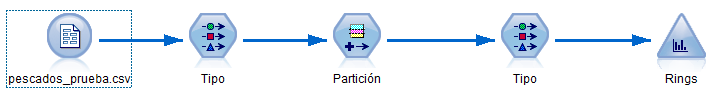 pescados_prueba.csv
Tipo
Partición
Tipo
Rings